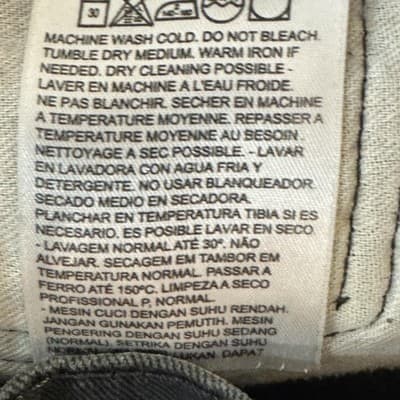 30
MACHINE WASH COLD. DO NOT BLEACH.
TUMBLE DRY MEDIUM. WARM IRON IF
NEEDED. DRY CLEANING POSSIBLE -
LAVER EN MACHINE A L'EAU FROIDE.
NE PAS BLANCHIR. SECHER EN MACHINE
A TEMPERATURE MOYENNE. REPASSER A
TEMPERATURE MOYENNE AU BESOIN.
NETTOYAGE A SEC POSSIBLE. - LAVAR
EN LAVADORA CON AGUA FRIA Y
DETERGENTE. NO USAR BLANQUEADOR.
SECADO MEDIO EN SECADORA.
PLANCHAR EN TEMPERATURA TIBIA SI ES
NECESARIO. ES POSIBLE LAVAR EN SECO.
- LAVAGEM NORMAL ATÉ 30°. NÃO
ALVEJAR. SECAGEM EM TAMBOR EM
TEMPERATURA NORMAL. PASSAR A
FERRO ATÉ 150°C. LIMPEZA A SECO
PROFISSIONAL P, NORMAL.
- MESIN CUCI DENGAN SUHU RENDAH.
JANGAN GUNAKAN PEMUTIH. MESIN
PENGERING DENGAN SUHU SEDANG
(NORMAL). SETRIKA DENGAN SUHU
DAPAT